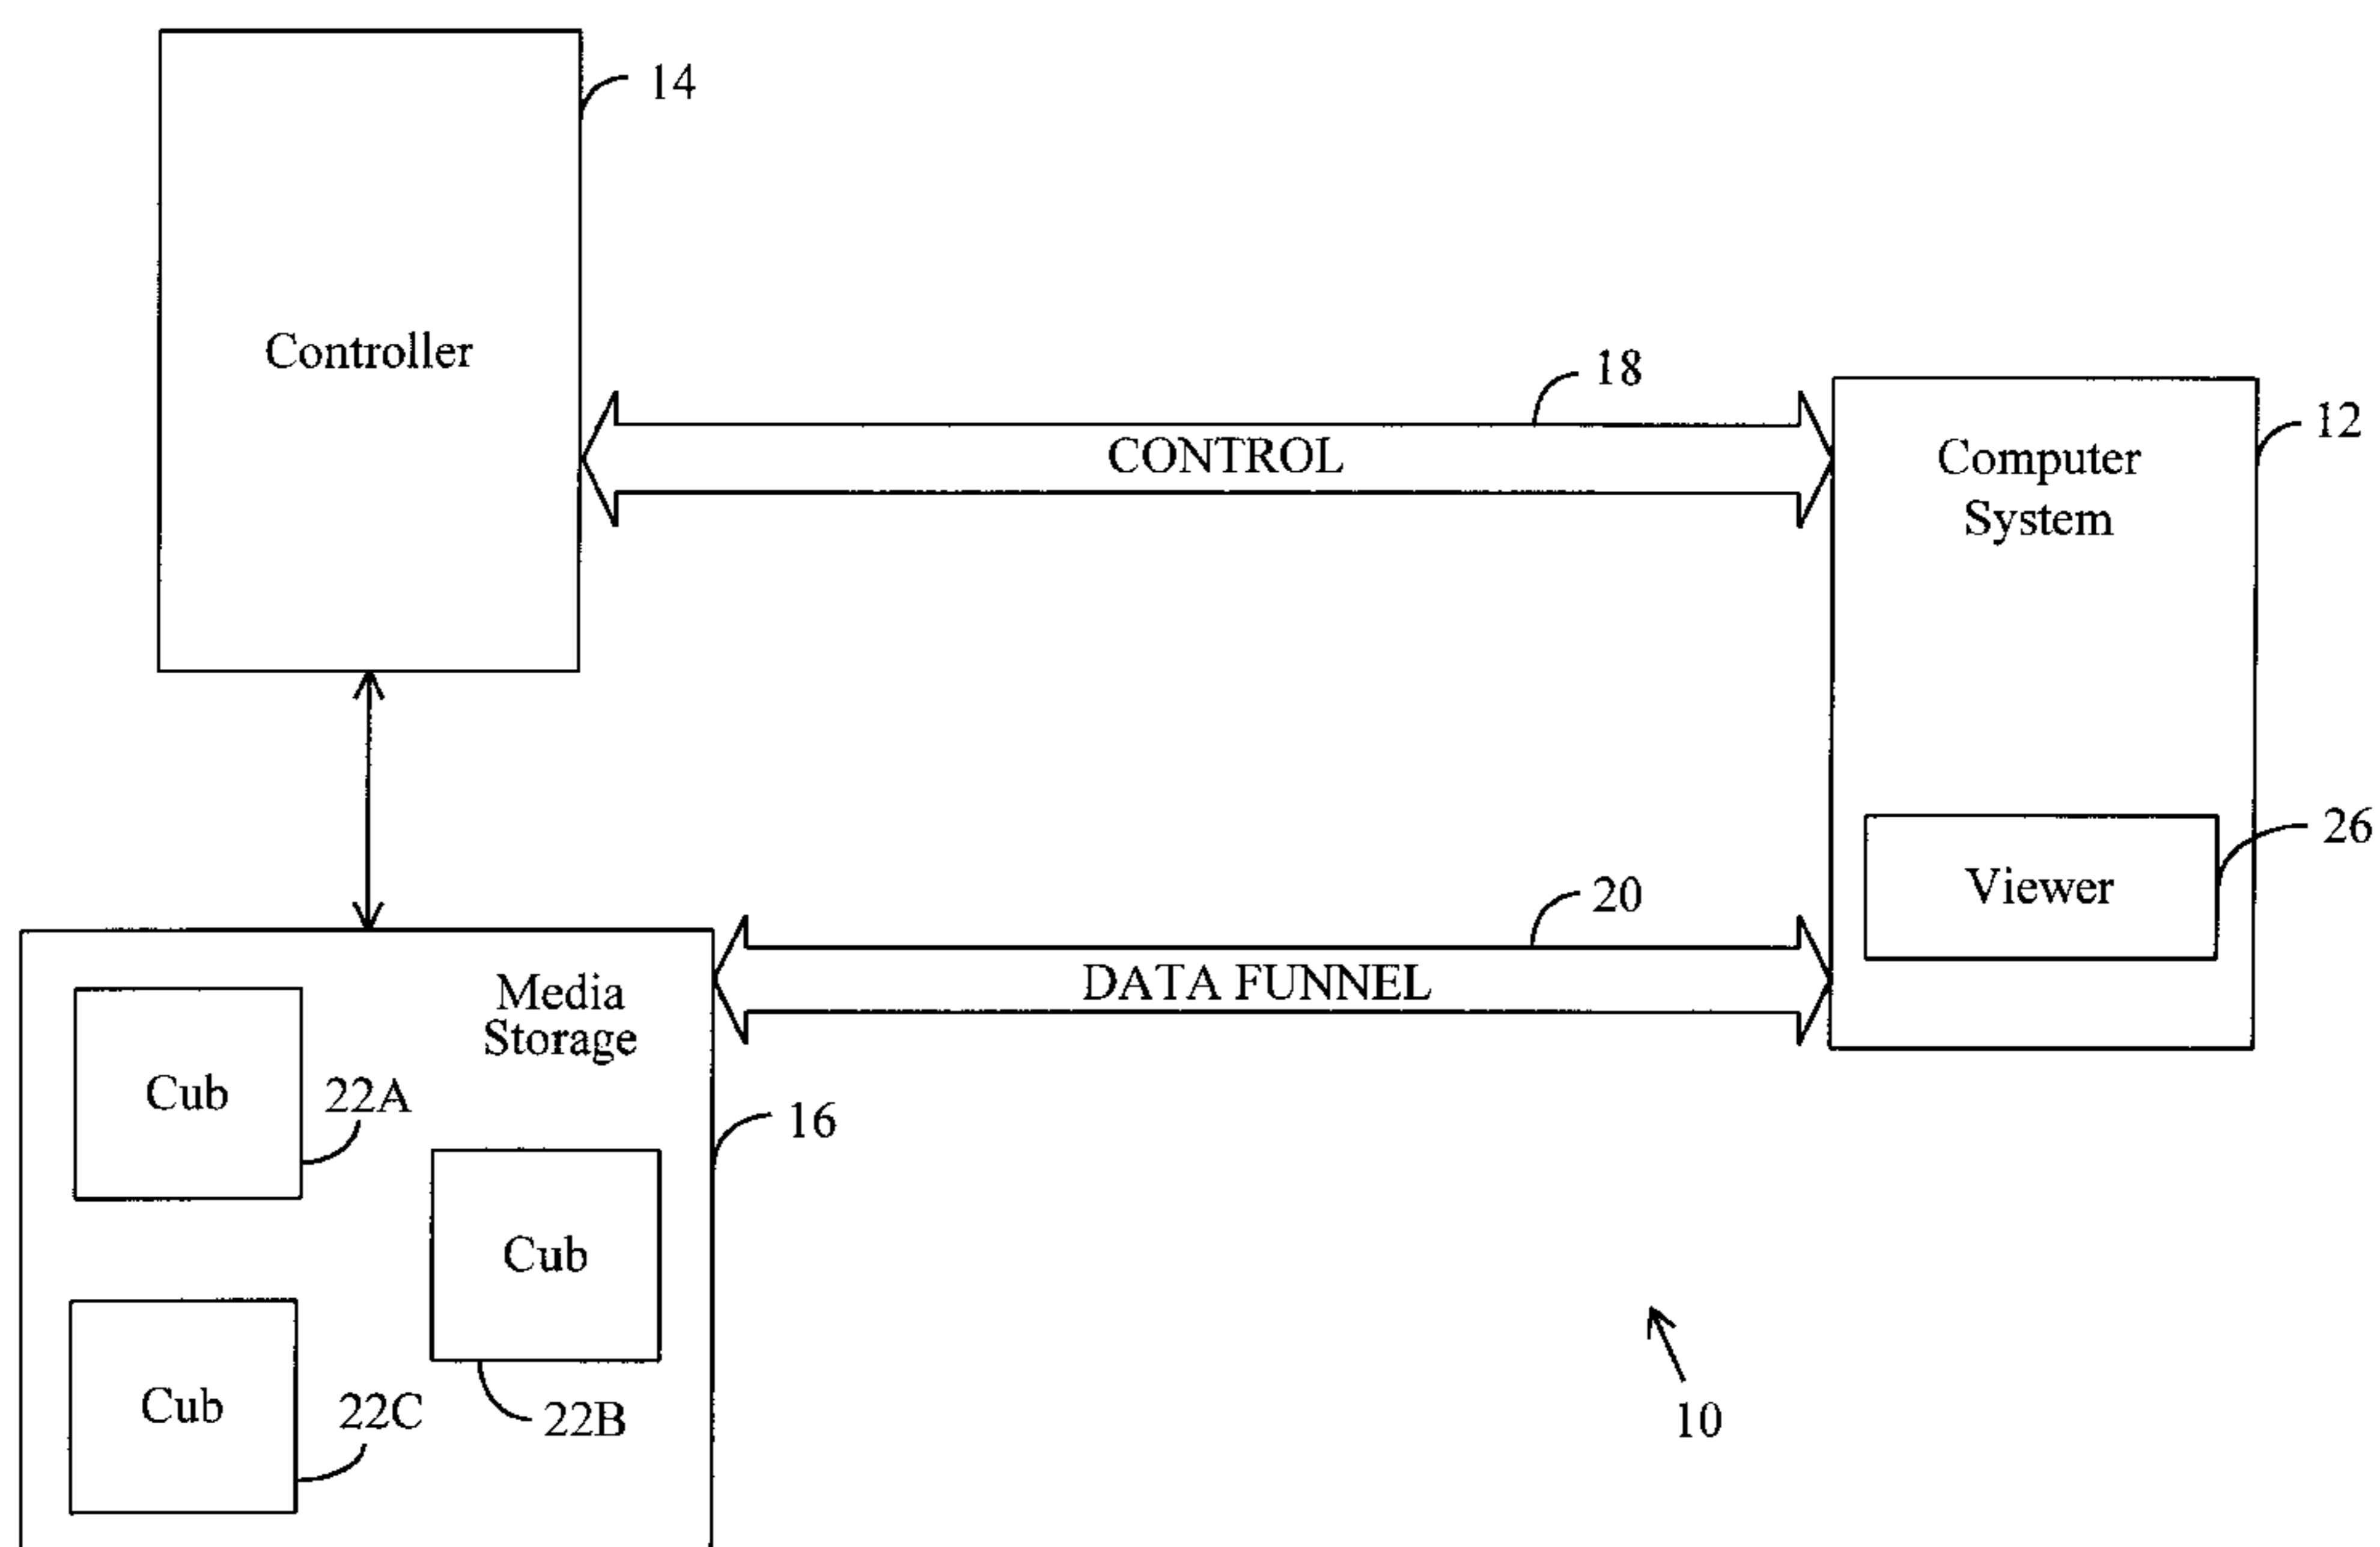 14
Controller
18
CONTROL
12
Computer
System
26
Viewer
20
DATA FUNNEL
Media
Storage
Cub
22A
16
Cub
22B
Cub
22C
10